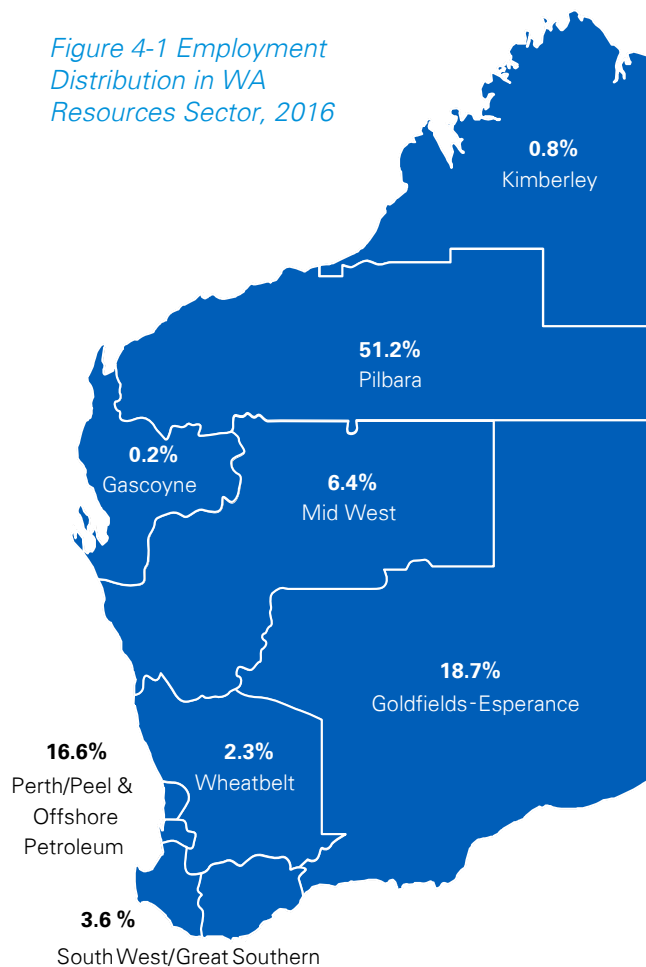 Figure 4-1 Employment
Distribution in WA
Resources Sector, 2016
0.8%
Kimberley
51.2%
Pilbara
0.2%
Gascoyne
6.4%
Mid West
18.7%
Goldfields-Esperance
16.6%
Perth/Peel &
Offshore
Petroleum
2.3%
Wheatbelt
3.6 %
South West/Great Southern